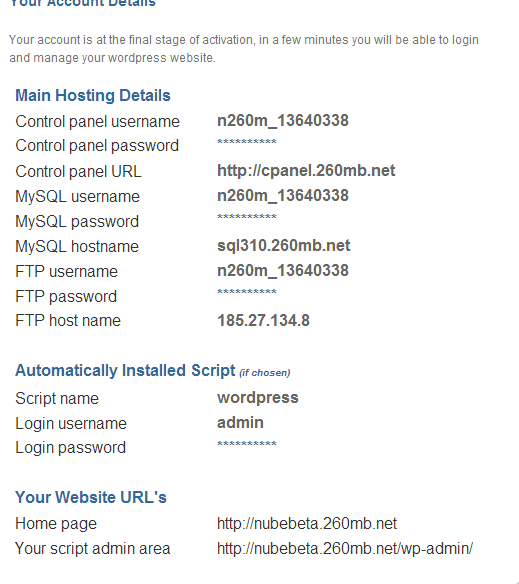 Your Account Details
Your account is at the final stage of activation, in a few minutes you will be able to login
and manage your wordpress website.
Main Hosting Details
Control panel username n260m_13640338
Control panel password **********
Control panel URL http://cpanel.260mb.net
MySQL username n260m_13640338
MySQL password **********
MySQL hostname sql310.260mb.net
FTP username n260m_13640338
FTP password **********
FTP host name 185.27.134.8
Automatically Installed Script (if chosen)
Script name wordpress
Login username admin
Login password **********
Your Website URL's
Home page http://nubebeta.260mb.net
Your script admin area http://nubebeta.260mb.net/wp-admin/